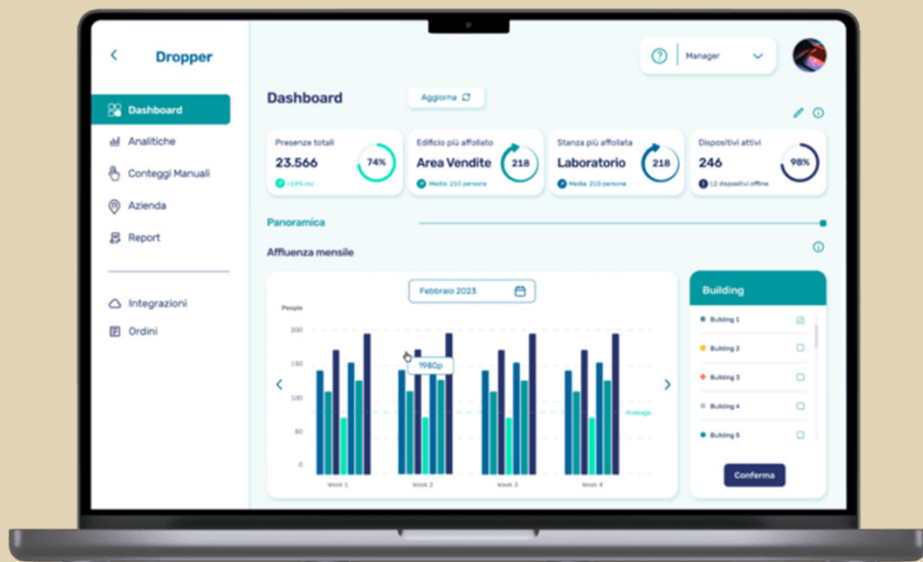 Dropper
Manager
Dashboard
Analitiche
Conteggi Manuali
Azienda
Report
Integrazioni
Ordini
Dashboard
Aggiorna
Presenze totali
23.566
74%
+14% mo
Edificio più affollato
Area Vendite
218
Media: 210 persone
Stanza più affollata
Laboratorio
218
Media: 210 persone
Dispositivi attivi
246
98%
12 dispositivi offline
Panoramica
Affluenza mensile
Febbraio 2023
People
200
150
100
50
0
1980p
Average
Week 1
Week 2
Week 3
Week 4
Building
Building 1
Building 2
Building 3
Building 4
Building 5
Conferma